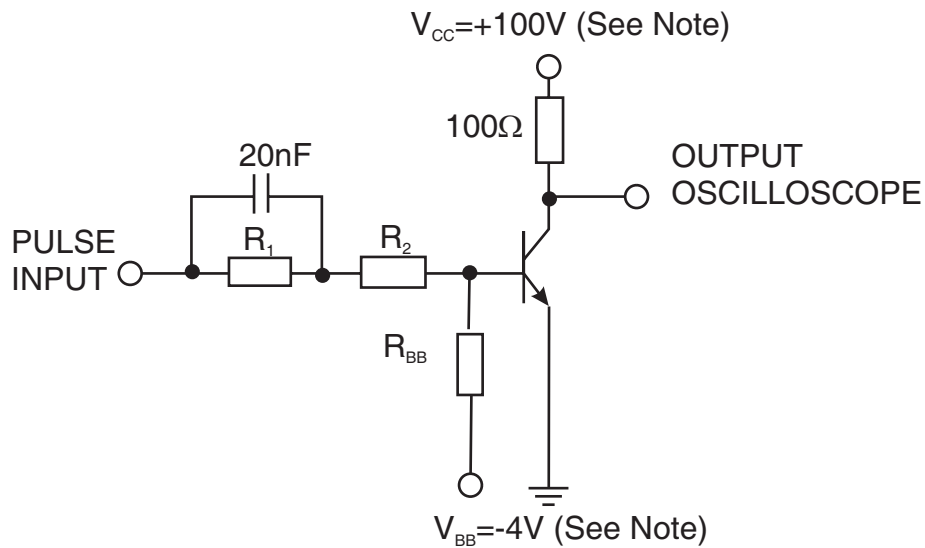 V_CC=+100V (See Note)
100Ω
20nF
OUTPUT
OSCILLOSCOPE
PULSE
INPUT
R_1
R_2
R_BB
V_BB=-4V (See Note)